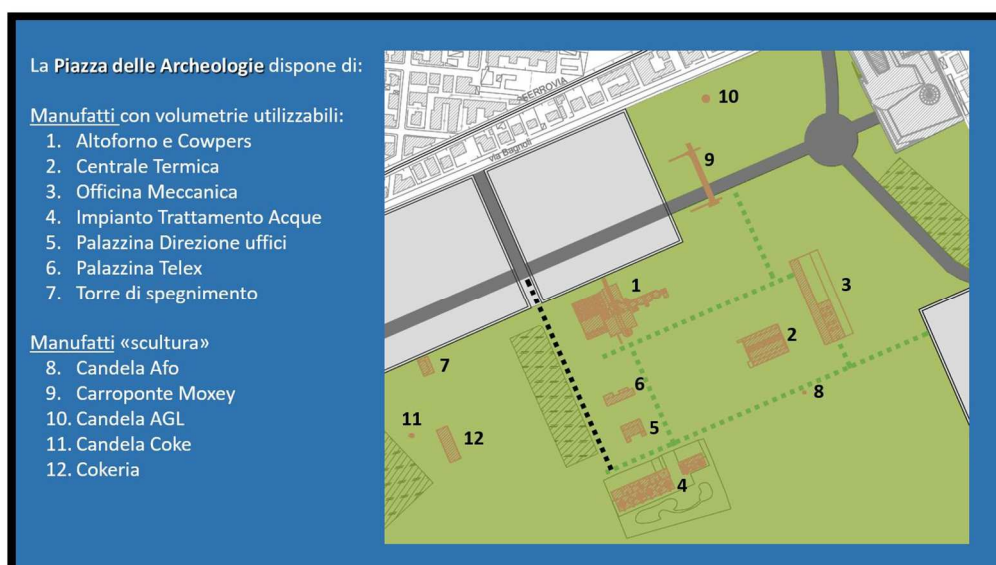 La Piazza delle Archeologie dispone di:
Manufatti con volumetrie utilizzabili:
1. Altoforno e Cowpers
2. Centrale Termica
3. Officina Meccanica
4. Impianto Trattamento Acque
5. Palazzina Direzione uffici
6. Palazzina Telex
7. Torre di spegnimento
Manufatti «scultura»
8. Candela Afo
9. Carroponte Moxey
10. Candela AGL
11. Candela Coke
12. Cokeria
FERROVIA
via Bagnoli
10
9
1
3
2
7
6
8
11
12
5
4